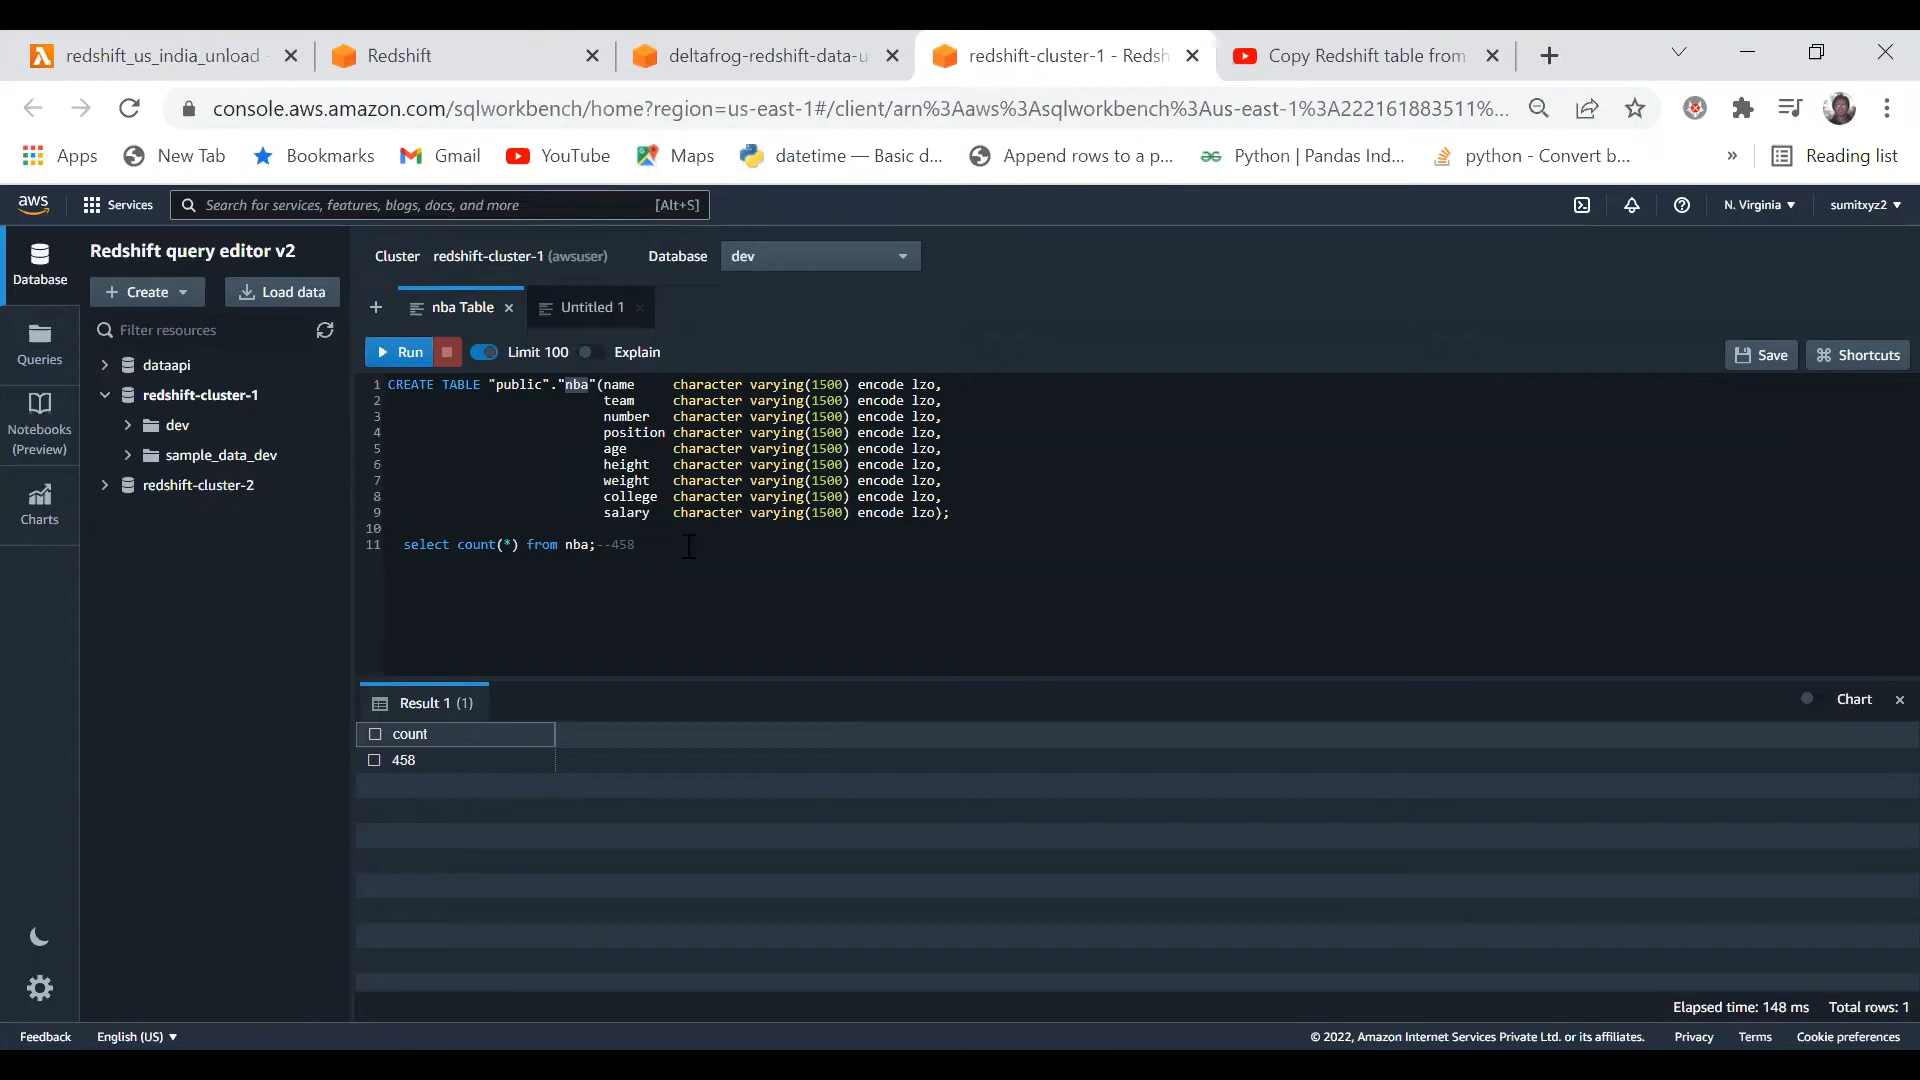 redshift_us_india_unload
Redshift
deltafrog-redshift-data-u
redshift-cluster-1 - Redsh
Copy Redshift table from
console.aws.amazon.com/sqlworkbench/home?region=us-east-1#/client/arn%3Aaws%3Asqlworkbench%3Aus-east-1%3A222161883511%...
Apps
New Tab
Bookmarks
Gmail
YouTube
Maps
datetime — Basic d...
Append rows to a p...
Python | Pandas Ind...
python - Convert b...
»
Reading list
aws
Services
Search for services, features, blogs, docs, and more
[Alt+S]
N. Virginia
sumitxyz2
Database
Queries
Notebooks
(Preview)
Charts
Redshift query editor v2
Create
Load data
Filter resources
dataapi
redshift-cluster-1
dev
sample_data_dev
redshift-cluster-2
Cluster redshift-cluster-1 (awsuser)
Database dev
nba Table
Untitled 1
Run
Limit 100
Explain
Save
Shortcuts
1 CREATE TABLE "public"."nba"(name character varying(1500) encode lzo,
2 team character varying(1500) encode lzo,
3 number character varying(1500) encode lzo,
4 position character varying(1500) encode lzo,
5 age character varying(1500) encode lzo,
6 height character varying(1500) encode lzo,
7 weight character varying(1500) encode lzo,
8 college character varying(1500) encode lzo,
9 salary character varying(1500) encode lzo);
10
11 select count(*) from nba;--458
Result 1 (1)
Chart
count
458
Elapsed time: 148 ms Total rows: 1
Feedback
English (US)
© 2022, Amazon Internet Services Private Ltd. or its affiliates.
Privacy
Terms
Cookie preferences